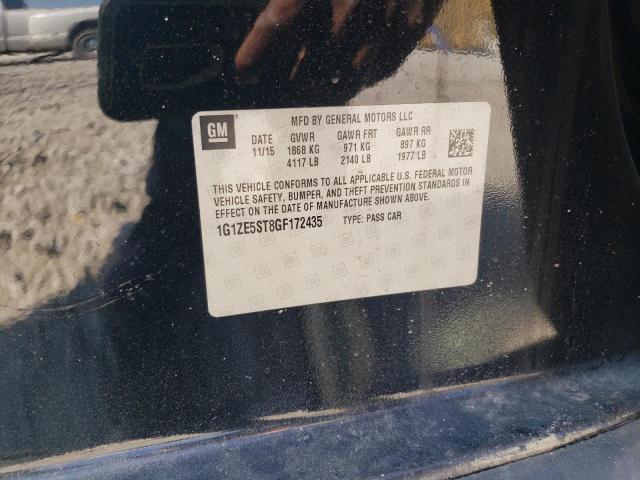 GM
MFD BY GENERAL MOTORS LLC
DATE GVWR GAWR FRT GAWR RR
11/15 1868 KG 971 KG 897 KG
4117 LB 2140 LB 1977 LB
THIS VEHICLE CONFORMS TO ALL APPLICABLE U.S. FEDERAL MOTOR
VEHICLE SAFETY, BUMPER, AND THEFT PREVENTION STANDARDS IN
EFFECT ON THE DATE OF MANUFACTURE SHOWN ABOVE.
1G1ZE5ST8GF172435 TYPE: PASS CAR